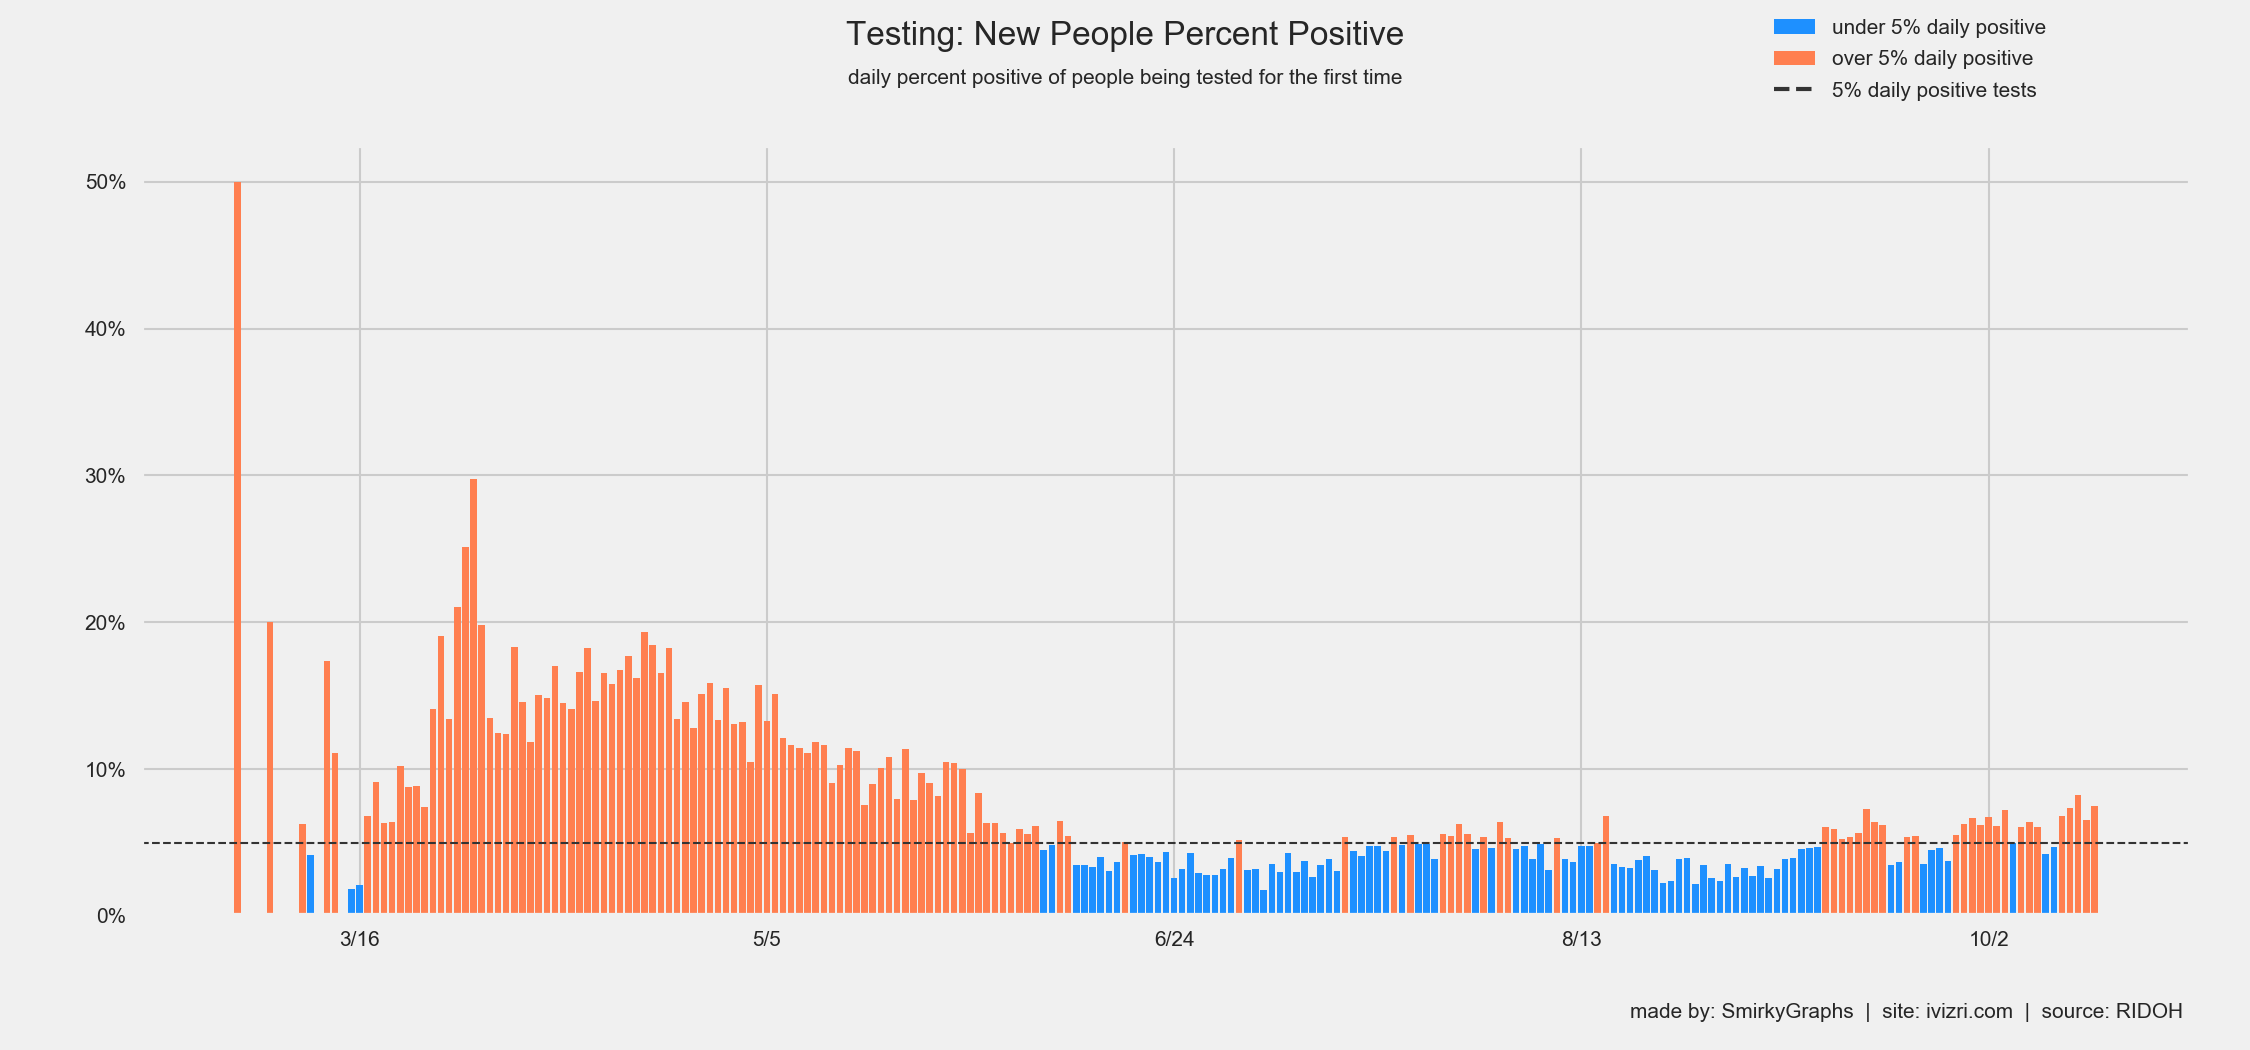 Testing: New People Percent Positive
daily percent positive of people being tested for the first time
under 5% daily positive
over 5% daily positive
5% daily positive tests
50%
40%
30%
20%
10%
0%
3/16
5/5
6/24
8/13
10/2
made by: SmirkyGraphs | site: ivizri.com | source: RIDOH